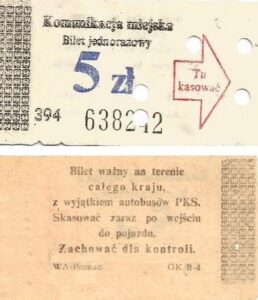 Komunikacja miejska
Bilet jednorazowy
5 zł
Tu
kasować
394
638242
Bilet ważny na terenie
całego kraju,
z wyjątkiem autobusów PKS.
Skasować zaraz po wejściu
do pojazdu.
Zachować dla kontroli.
WA-Poznań
GK/B-4